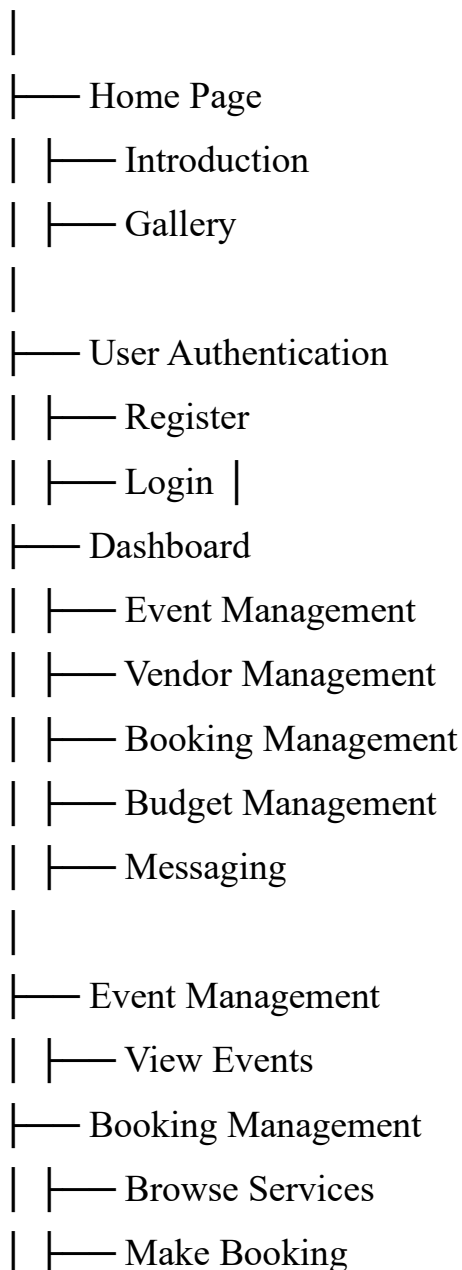 │
├── Home Page
│ ├── Introduction
│ ├── Gallery
│
├── User Authentication
│ ├── Register
│ ├── Login │
├── Dashboard
│ ├── Event Management
│ ├── Vendor Management
│ ├── Booking Management
│ ├── Budget Management
│ ├── Messaging
│
├── Event Management
│ ├── View Events
├── Booking Management
│ ├── Browse Services
│ ├── Make Booking